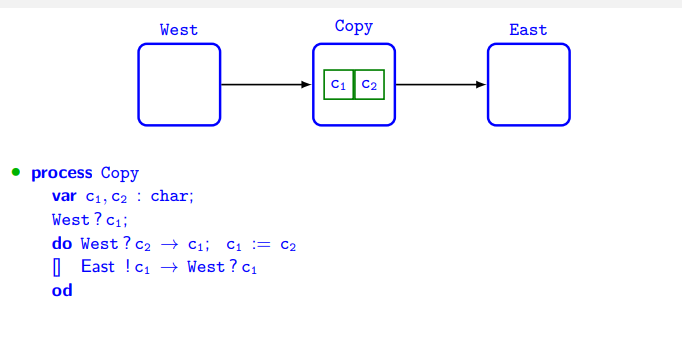 West Copy East
c₁ c₂
• process Copy
var c₁, c₂ : char;
West ? c₁;
do West ? c₂ → c₁; c₁ := c₂
[] East ! c₁ → West ? c₁
od